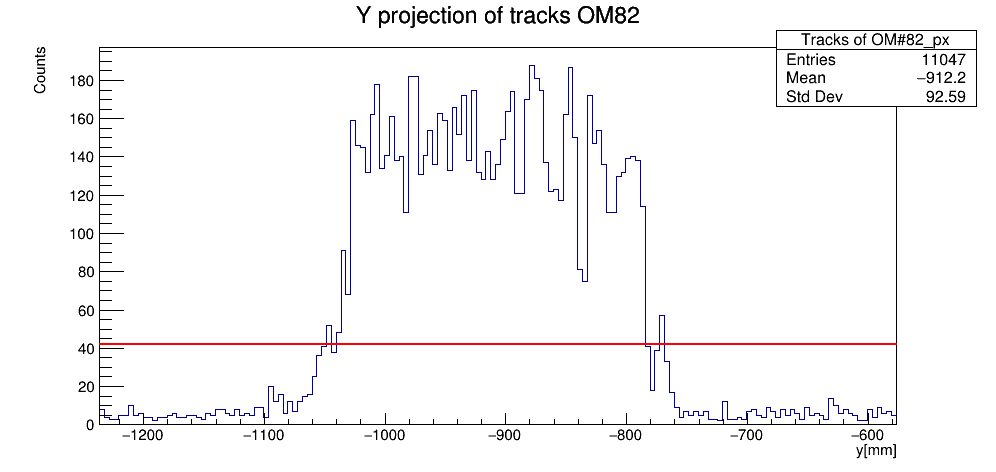 Y projection of tracks OM82
Tracks of OM#82_px
Entries 11047
Mean −912.2
Std Dev 92.59
Counts
180
160
140
120
100
80
60
40
20
0
−1200 −1100 −1000 −900 −800 −700 −600
y[mm]